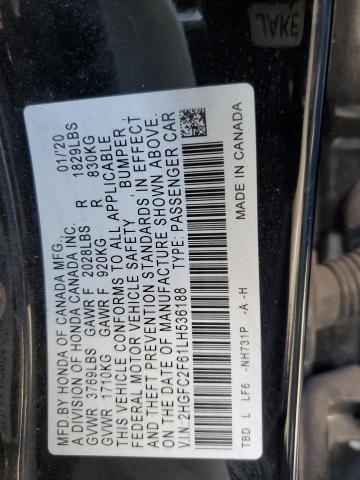 MFD.BY HONDA OF CANADA MFG., 01/'20
A DIVISION OF HONDA CANADA INC.
GVWR 3769LBS GAWR F 2028LBS R 1829LBS
GVWR 1710KG GAWR F 920KG R 830KG
THIS VEHICLE CONFORMS TO ALL APPLICABLE
FEDERAL MOTOR VEHICLE SAFETY, BUMPER,
AND THEFT PREVENTION STANDARDS IN EFFECT
ON THE DATE OF MANUFACTURE SHOWN ABOVE.
V.I.N: 2HGFC2F61LH536188 TYPE: PASSENGER CAR
TBD L LF6 -NH731P -A -H MADE IN CANADA